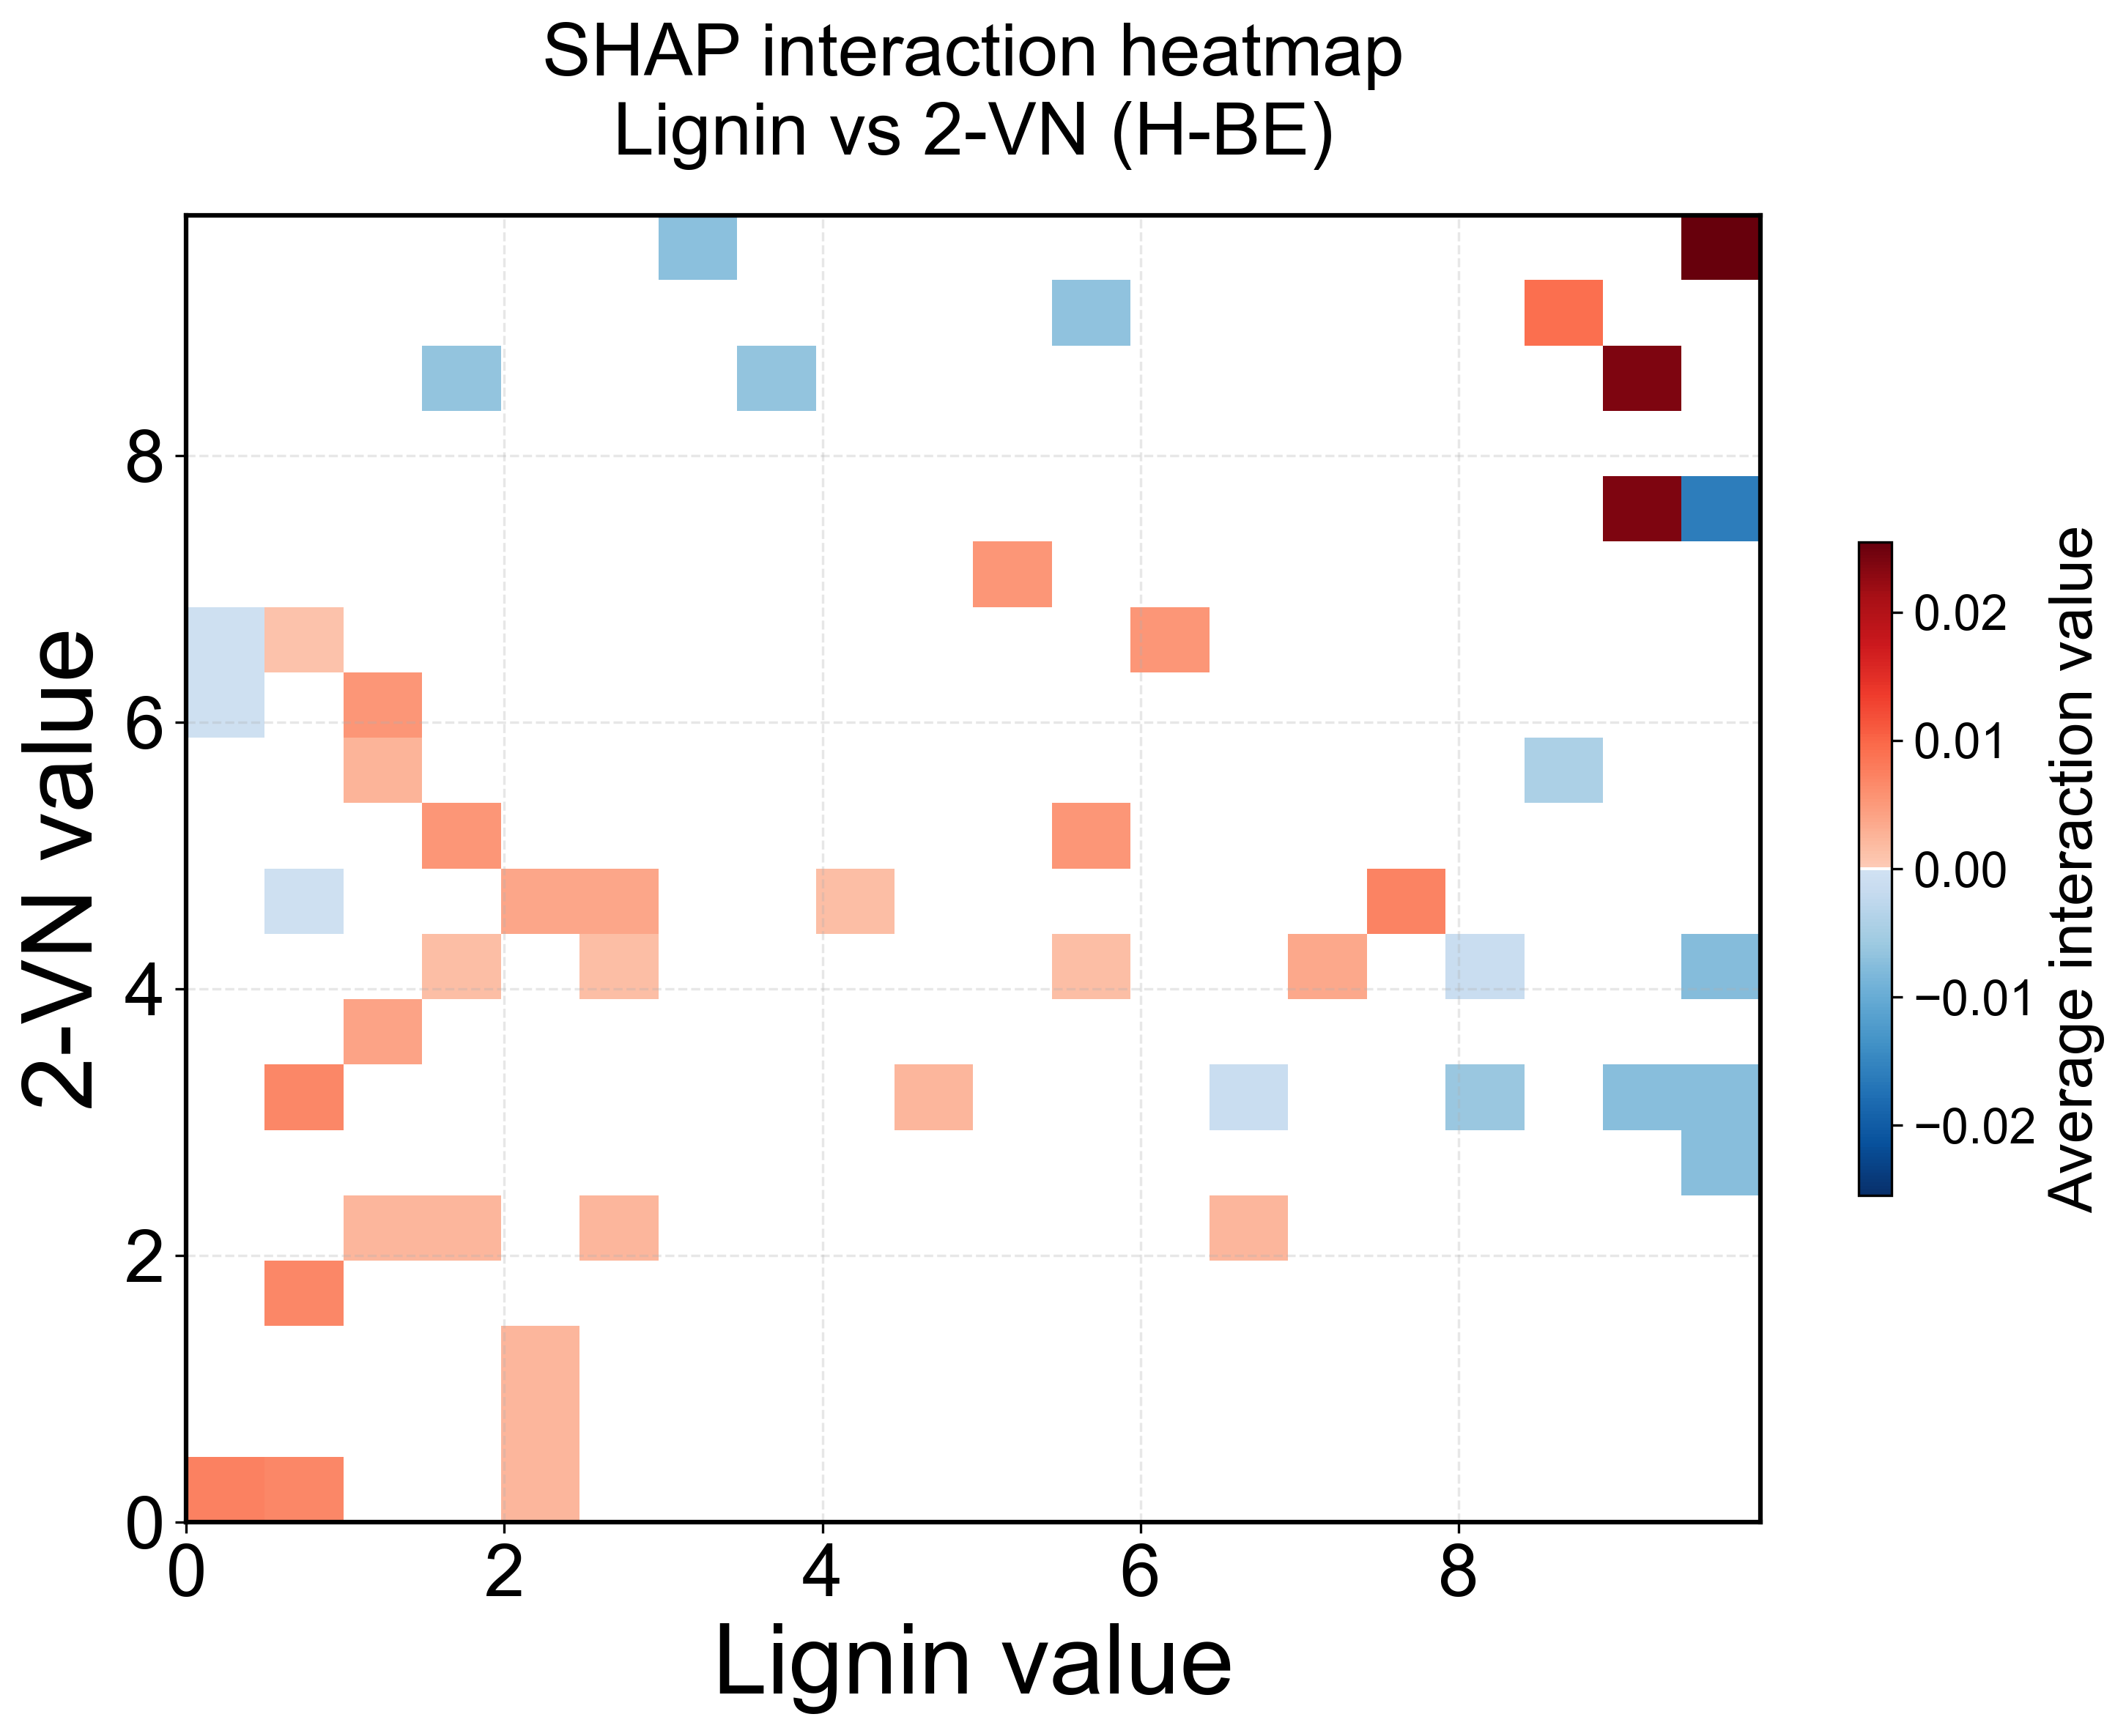 SHAP interaction heatmap
Lignin vs 2-VN (H-BE)
2-VN value
8
6
4
2
0
0 2 4 6 8
Lignin value
0.02
0.01
0.00
−0.01
−0.02
Average interaction value